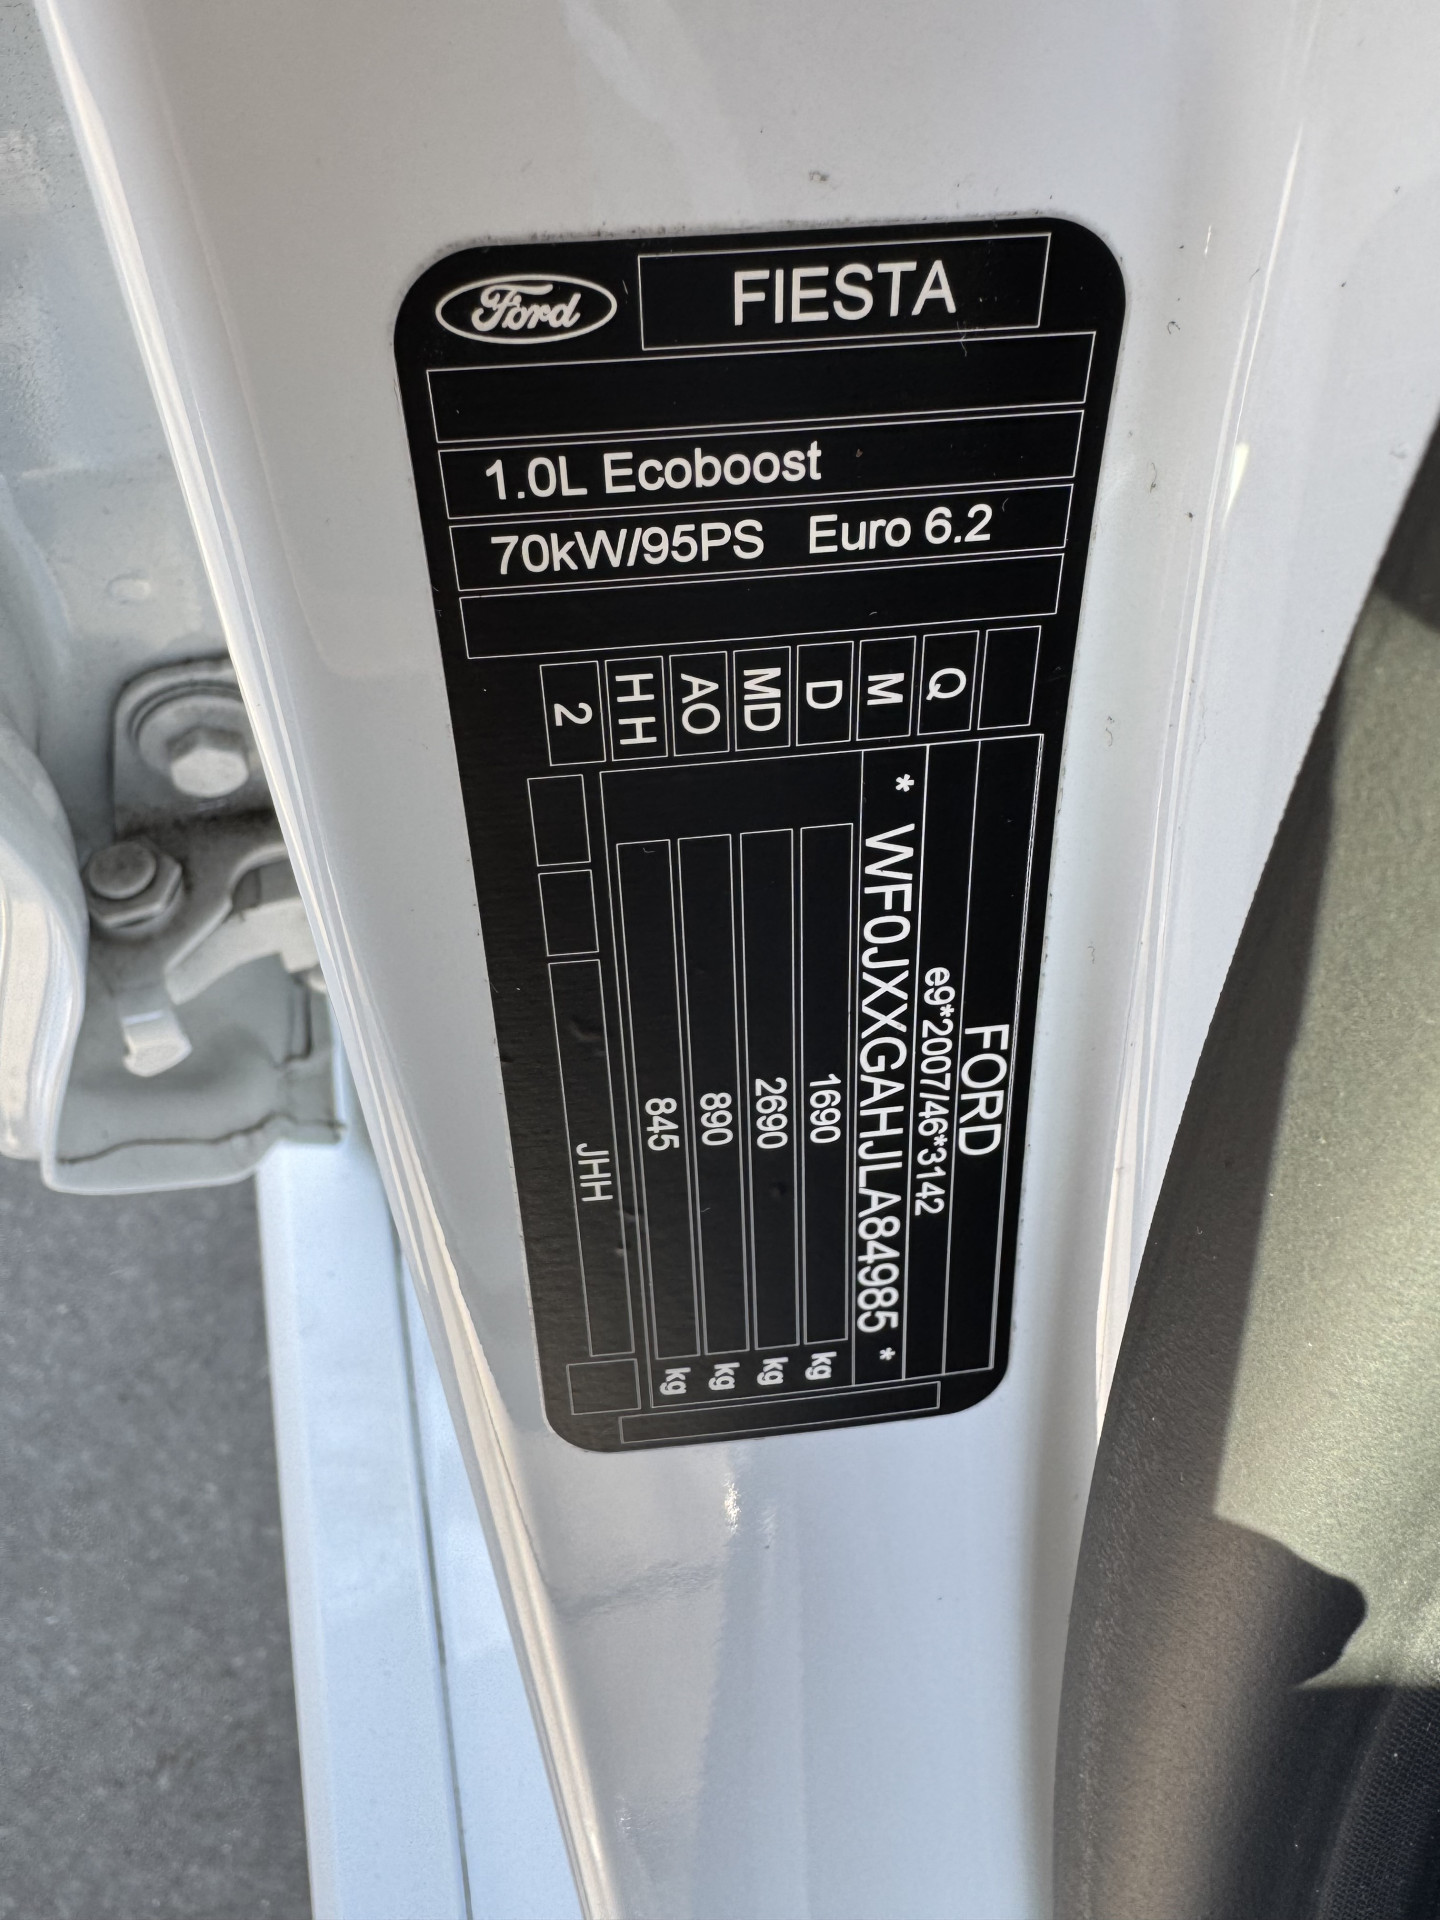 Ford
FIESTA
1.0L Ecoboost
70kW/95PS Euro 6.2
Q
M
D
MD
AO
HH
2
FORD
e9*2007/46*3142
* WF0JXXGAHJLA84985 *
1690 kg
2690 kg
890 kg
845 kg
JHH